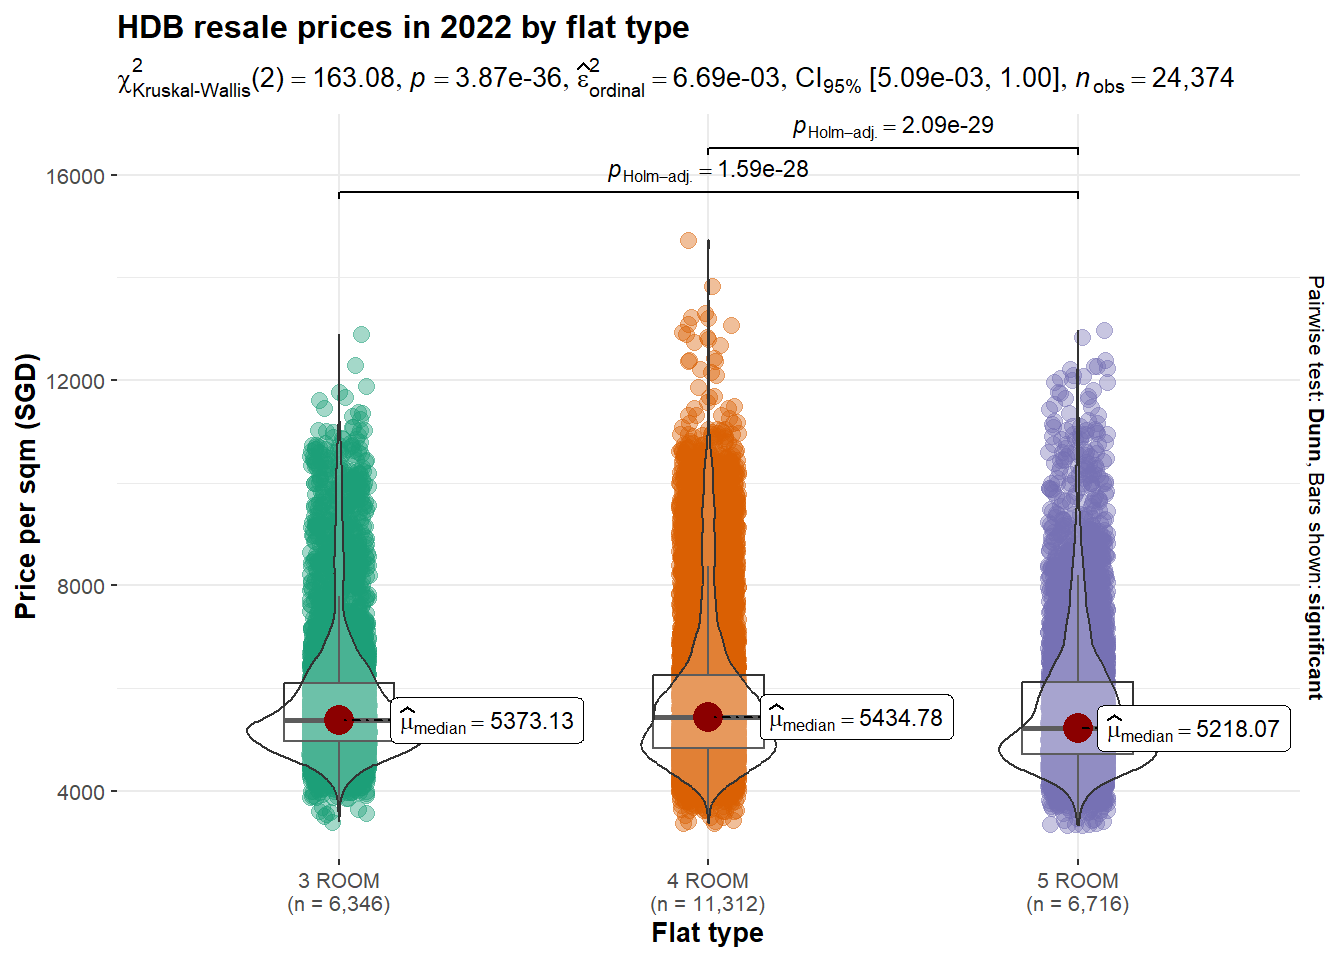 HDB resale prices in 2022 by flat type
χ²Kruskal-Wallis(2) = 163.08, p = 3.87e-36, ε̂²ordinal = 6.69e-03, CI95% [5.09e-03, 1.00], nobs = 24,374
pHolm–adj. = 2.09e-29
pHolm–adj. = 1.59e-28
16000
12000
8000
4000
Price per sqm (SGD)
μ̂median = 5373.13
μ̂median = 5434.78
μ̂median = 5218.07
Pairwise test: Dunn, Bars shown: significant
3 ROOM
(n = 6,346)
4 ROOM
(n = 11,312)
5 ROOM
(n = 6,716)
Flat type